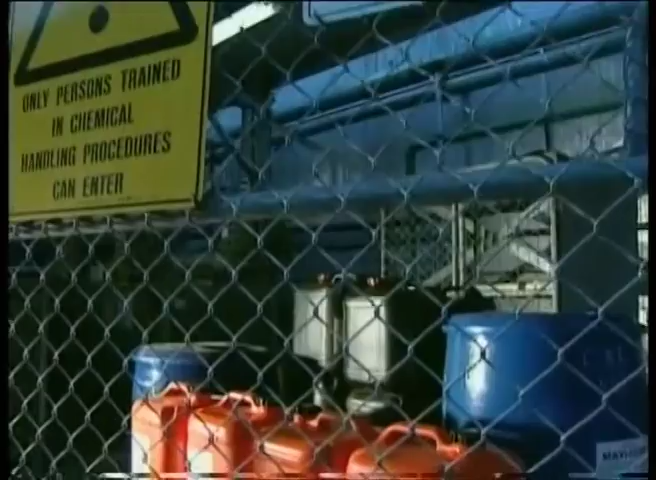 ONLY PERSONS TRAINED
IN CHEMICAL
HANDLING PROCEDURES
CAN ENTER